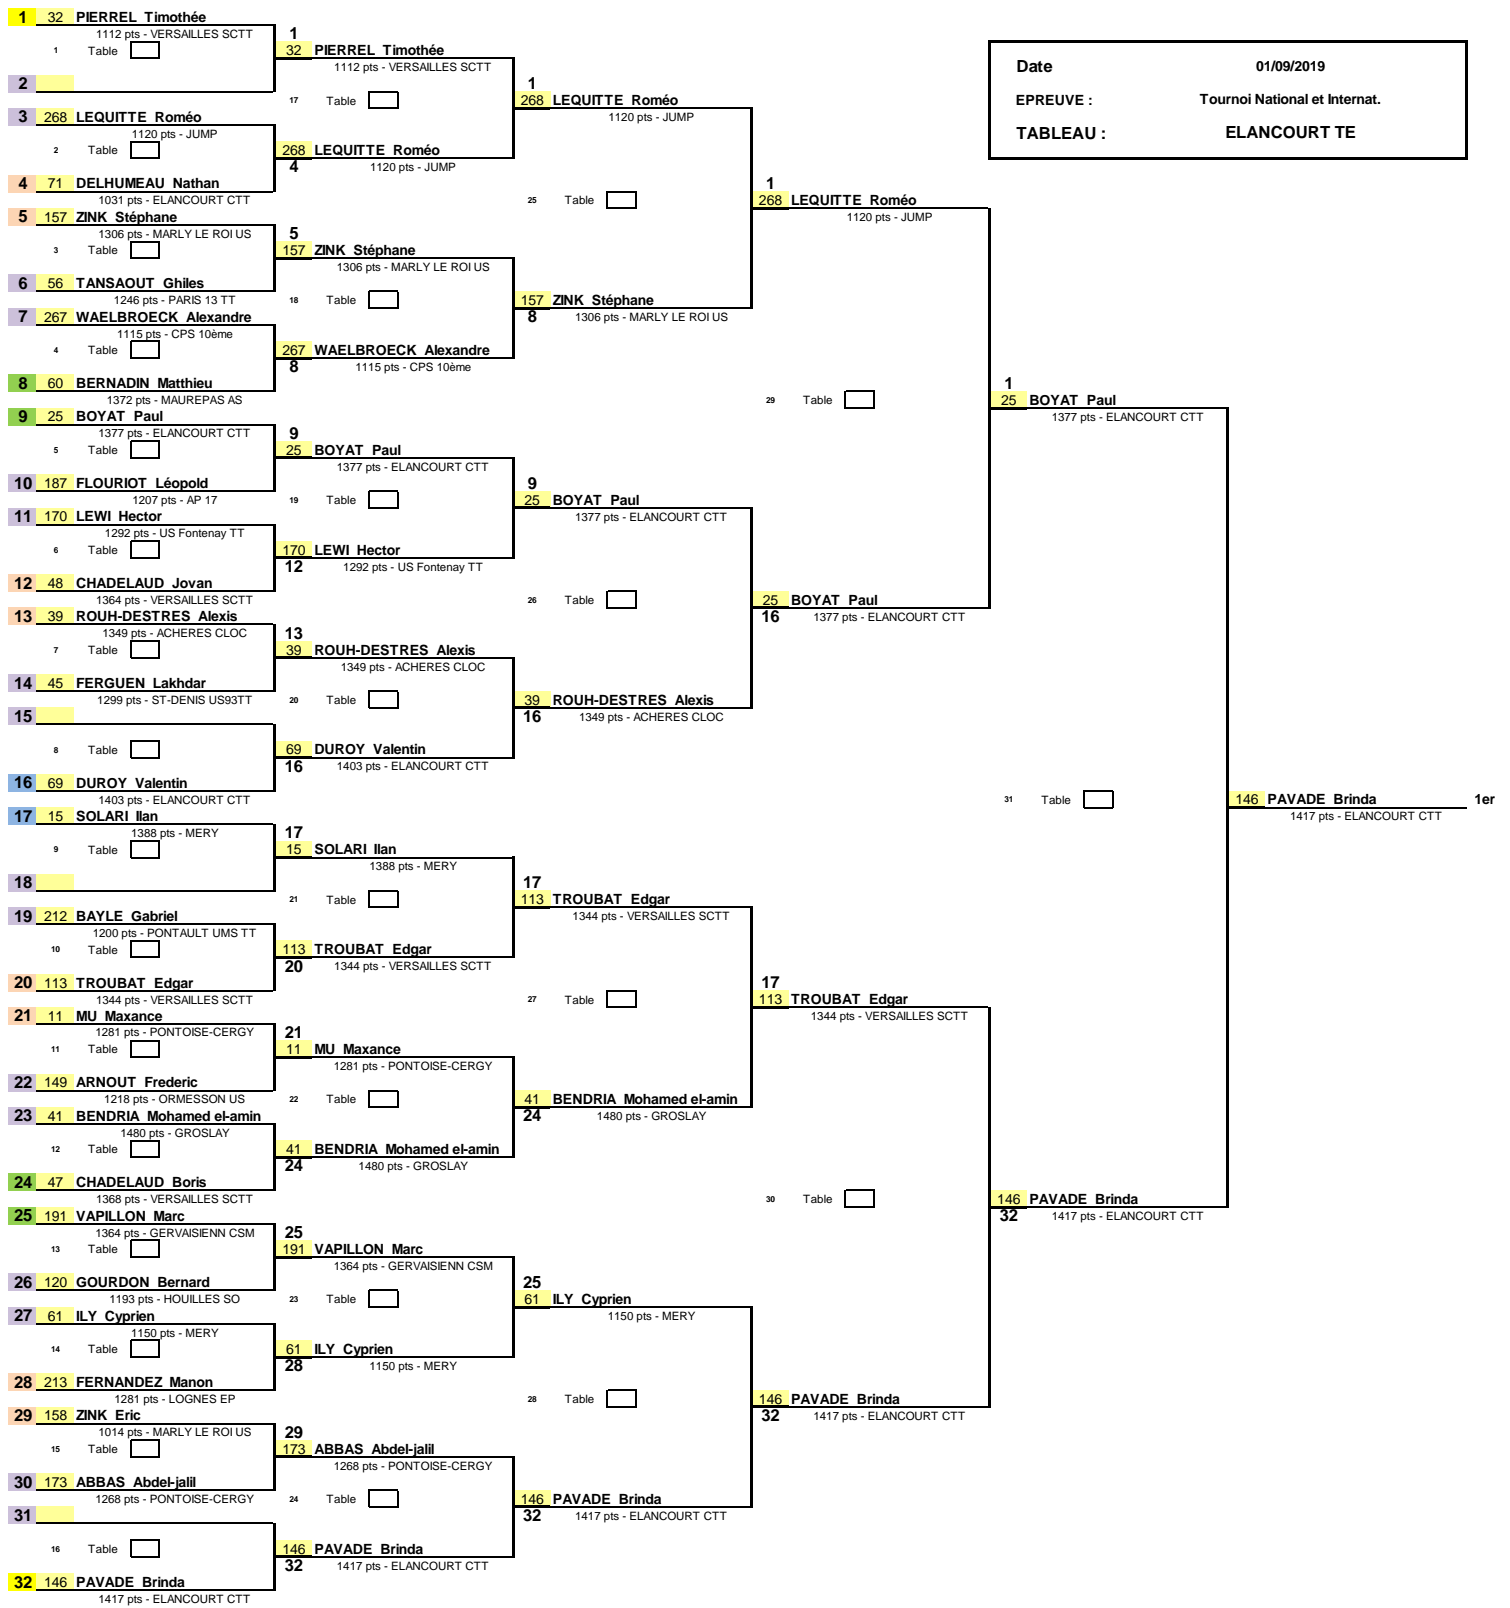 Date 01/09/2019
EPREUVE : Tournoi National et Internat.
TABLEAU : ELANCOURT TE
1 32 PIERREL Timothée
1112 pts - VERSAILLES SCTT
1 Table
2
3 268 LEQUITTE Roméo
1120 pts - JUMP
2 Table
4 71 DELHUMEAU Nathan
1031 pts - ELANCOURT CTT
5 157 ZINK Stéphane
1306 pts - MARLY LE ROI US
3 Table
6 56 TANSAOUT Ghiles
1246 pts - PARIS 13 TT
7 267 WAELBROECK Alexandre
1115 pts - CPS 10ème
4 Table
8 60 BERNADIN Matthieu
1372 pts - MAUREPAS AS
9 25 BOYAT Paul
1377 pts - ELANCOURT CTT
5 Table
10 187 FLOURIOT Léopold
1207 pts - AP 17
11 170 LEWI Hector
1292 pts - US Fontenay TT
6 Table
12 48 CHADELAUD Jovan
1364 pts - VERSAILLES SCTT
13 39 ROUH-DESTRES Alexis
1349 pts - ACHERES CLOC
7 Table
14 45 FERGUEN Lakhdar
1299 pts - ST-DENIS US93TT
15
8 Table
16 69 DUROY Valentin
1403 pts - ELANCOURT CTT
17 15 SOLARI Ilan
1388 pts - MERY
9 Table
18
19 212 BAYLE Gabriel
1200 pts - PONTAULT UMS TT
10 Table
20 113 TROUBAT Edgar
1344 pts - VERSAILLES SCTT
21 11 MU Maxance
1281 pts - PONTOISE-CERGY
11 Table
22 149 ARNOUT Frederic
1218 pts - ORMESSON US
23 41 BENDRIA Mohamed el-amin
1480 pts - GROSLAY
12 Table
24 47 CHADELAUD Boris
1368 pts - VERSAILLES SCTT
25 191 VAPILLON Marc
1364 pts - GERVAISIENN CSM
13 Table
26 120 GOURDON Bernard
1193 pts - HOUILLES SO
27 61 ILY Cyprien
1150 pts - MERY
14 Table
28 213 FERNANDEZ Manon
1281 pts - LOGNES EP
29 158 ZINK Eric
1014 pts - MARLY LE ROI US
15 Table
30 173 ABBAS Abdel-jalil
1268 pts - PONTOISE-CERGY
31
16 Table
32 146 PAVADE Brinda
1417 pts - ELANCOURT CTT
1
32 PIERREL Timothée
1112 pts - VERSAILLES SCTT
17 Table
268 LEQUITTE Roméo
4 1120 pts - JUMP
5
157 ZINK Stéphane
1306 pts - MARLY LE ROI US
18 Table
267 WAELBROECK Alexandre
8 1115 pts - CPS 10ème
9
25 BOYAT Paul
1377 pts - ELANCOURT CTT
19 Table
170 LEWI Hector
12 1292 pts - US Fontenay TT
13
39 ROUH-DESTRES Alexis
1349 pts - ACHERES CLOC
20 Table
69 DUROY Valentin
16 1403 pts - ELANCOURT CTT
17
15 SOLARI Ilan
1388 pts - MERY
21 Table
113 TROUBAT Edgar
20 1344 pts - VERSAILLES SCTT
21
11 MU Maxance
1281 pts - PONTOISE-CERGY
22 Table
41 BENDRIA Mohamed el-amin
24 1480 pts - GROSLAY
25
191 VAPILLON Marc
1364 pts - GERVAISIENN CSM
23 Table
61 ILY Cyprien
28 1150 pts - MERY
29
173 ABBAS Abdel-jalil
1268 pts - PONTOISE-CERGY
24 Table
146 PAVADE Brinda
32 1417 pts - ELANCOURT CTT
1
268 LEQUITTE Roméo
1120 pts - JUMP
25 Table
157 ZINK Stéphane
8 1306 pts - MARLY LE ROI US
9
25 BOYAT Paul
1377 pts - ELANCOURT CTT
26 Table
39 ROUH-DESTRES Alexis
16 1349 pts - ACHERES CLOC
17
113 TROUBAT Edgar
1344 pts - VERSAILLES SCTT
27 Table
41 BENDRIA Mohamed el-amin
24 1480 pts - GROSLAY
25
61 ILY Cyprien
1150 pts - MERY
28 Table
146 PAVADE Brinda
32 1417 pts - ELANCOURT CTT
1
268 LEQUITTE Roméo
1120 pts - JUMP
29 Table
25 BOYAT Paul
16 1377 pts - ELANCOURT CTT
17
113 TROUBAT Edgar
1344 pts - VERSAILLES SCTT
30 Table
146 PAVADE Brinda
32 1417 pts - ELANCOURT CTT
1
25 BOYAT Paul
1377 pts - ELANCOURT CTT
31 Table
146 PAVADE Brinda
32 1417 pts - ELANCOURT CTT
146 PAVADE Brinda 1er
1417 pts - ELANCOURT CTT